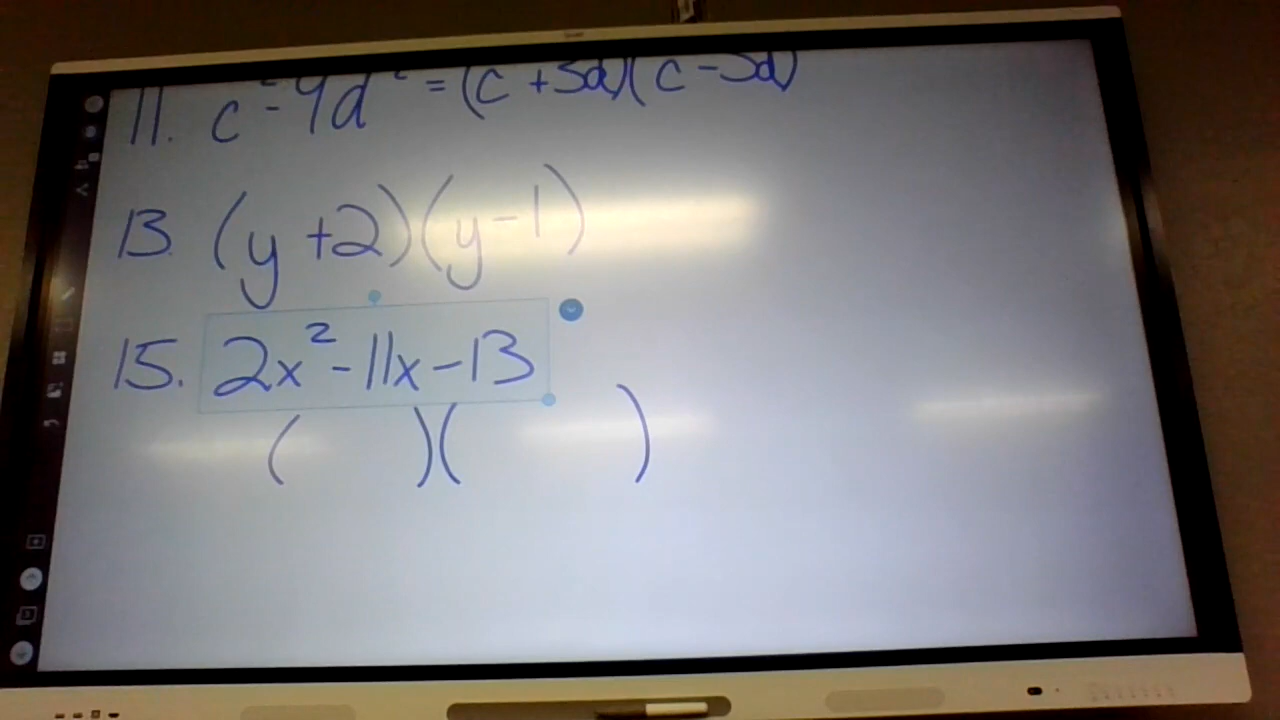 11. c² - 9d² = (c +3d)(c -3d)
13. (y +2)(y -1)
15. 2x² - 11x - 13
( )( )